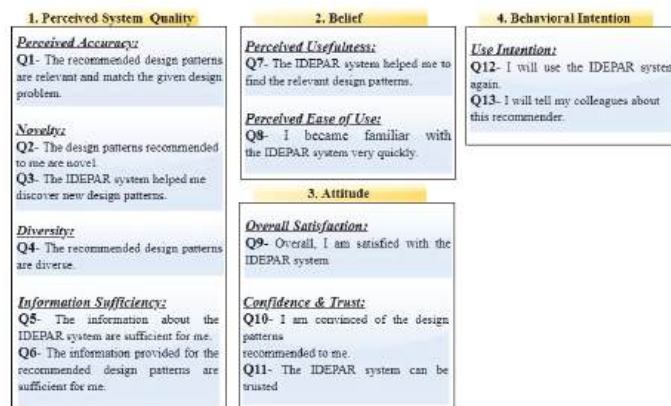 1. Perceived System Quality
Perceived Accuracy:
Q1- The recommended design patterns
are relevant and match the given design
problem.
Novelty:
Q2- The design patterns recommended
to me are novel.
Q3- The IDEPAR system helped me
discover new design patterns.
Diversity:
Q4- The recommended design patterns
are diverse.
Information Sufficiency:
Q5- The information about the
IDEPAR system are sufficient for me.
Q6- The information provided for the
recommended design patterns are
sufficient for me.
2. Belief
Perceived Usefulness:
Q7- The IDEPAR system helped me to
find the relevant design patterns.
Perceived Ease of Use:
Q8- I became familiar with
the IDEPAR system very quickly.
3. Attitude
Overall Satisfaction:
Q9- Overall, I am satisfied with the
IDEPAR system
Confidence & Trust:
Q10- I am convinced of the design
patterns
recommended to me.
Q11- The IDEPAR system can be
trusted
4. Behavioral Intention
Use Intention:
Q12- I will use the IDEPAR system
again.
Q13- I will tell my colleagues about
this recommender.